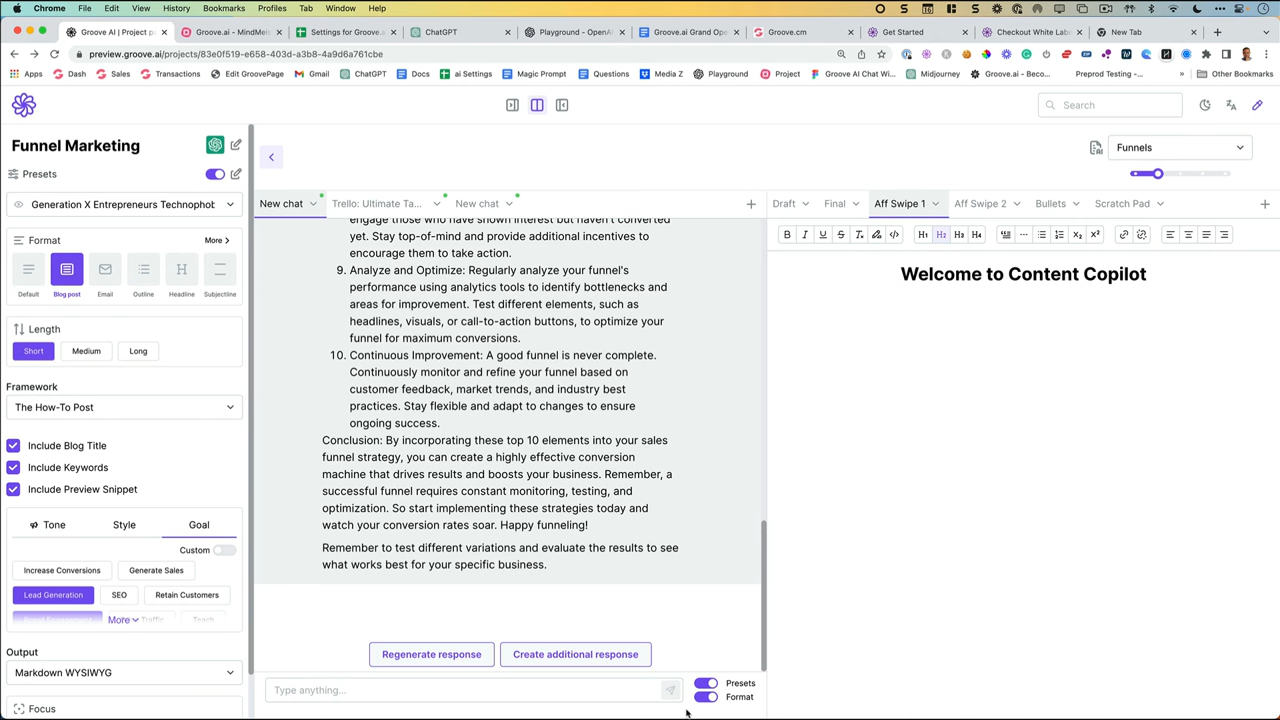 Chrome File Edit View History Bookmarks Profiles Tab Window Help
Groove AI | Project p
Groove.ai - MindMeis
Settings for Groove.a
ChatGPT
Playground - OpenAI
Groove.ai Grand Ope
Groove.cm
Get Started
Checkout White Labe
New Tab
preview.groove.ai/projects/83e0f519-e658-403d-a3b8-4a9d6a761cbe
Apps Dash Sales Transactions Edit GroovePage Gmail ChatGPT Docs ai Settings Magic Prompt Questions Media Z Playground Project Groove AI Chat Wi... Midjourney Groove.ai - Beco... Preprod Testing -... » Other Bookmarks
Search
Funnel Marketing
Presets
Generation X Entrepreneurs Technophob
Format
More
Default Blog post Email Outline Headline Subjectline
Length
Short Medium Long
Framework
The How-To Post
Include Blog Title
Include Keywords
Include Preview Snippet
Tone Style Goal
Custom
Increase Conversions Generate Sales
Lead Generation SEO Retain Customers
More Traffic Teach
Output
Markdown WYSIWYG
Focus
New chat
Trello: Ultimate Ta...
New chat
engage those who have shown interest but haven't converted
yet. Stay top-of-mind and provide additional incentives to
encourage them to take action.
9. Analyze and Optimize: Regularly analyze your funnel's
performance using analytics tools to identify bottlenecks and
areas for improvement. Test different elements, such as
headlines, visuals, or call-to-action buttons, to optimize your
funnel for maximum conversions.
10. Continuous Improvement: A good funnel is never complete.
Continuously monitor and refine your funnel based on
customer feedback, market trends, and industry best
practices. Stay flexible and adapt to changes to ensure
ongoing success.
Conclusion: By incorporating these top 10 elements into your sales
funnel strategy, you can create a highly effective conversion
machine that drives results and boosts your business. Remember, a
successful funnel requires constant monitoring, testing, and
optimization. So start implementing these strategies today and
watch your conversion rates soar. Happy funneling!
Remember to test different variations and evaluate the results to see
what works best for your specific business.
Regenerate response
Create additional response
Type anything...
Presets
Format
Funnels
Draft Final Aff Swipe 1 Aff Swipe 2 Bullets Scratch Pad
B I U S H1 H2 H3 H4 X2 X2
Welcome to Content Copilot